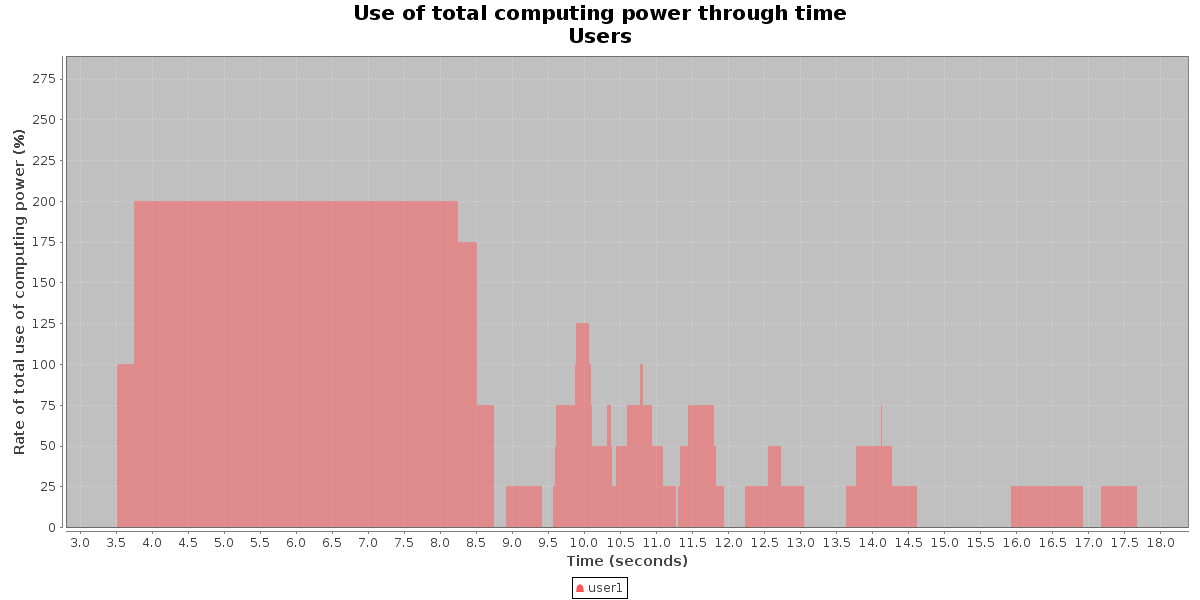 Use of total computing power through time
Users
Rate of total use of computing power (%)
275
250
225
200
175
150
125
100
75
50
25
0
3.0 3.5 4.0 4.5 5.0 5.5 6.0 6.5 7.0 7.5 8.0 8.5 9.0 9.5 10.0 10.5 11.0 11.5 12.0 12.5 13.0 13.5 14.0 14.5 15.0 15.5 16.0 16.5 17.0 17.5 18.0
Time (seconds)
user1